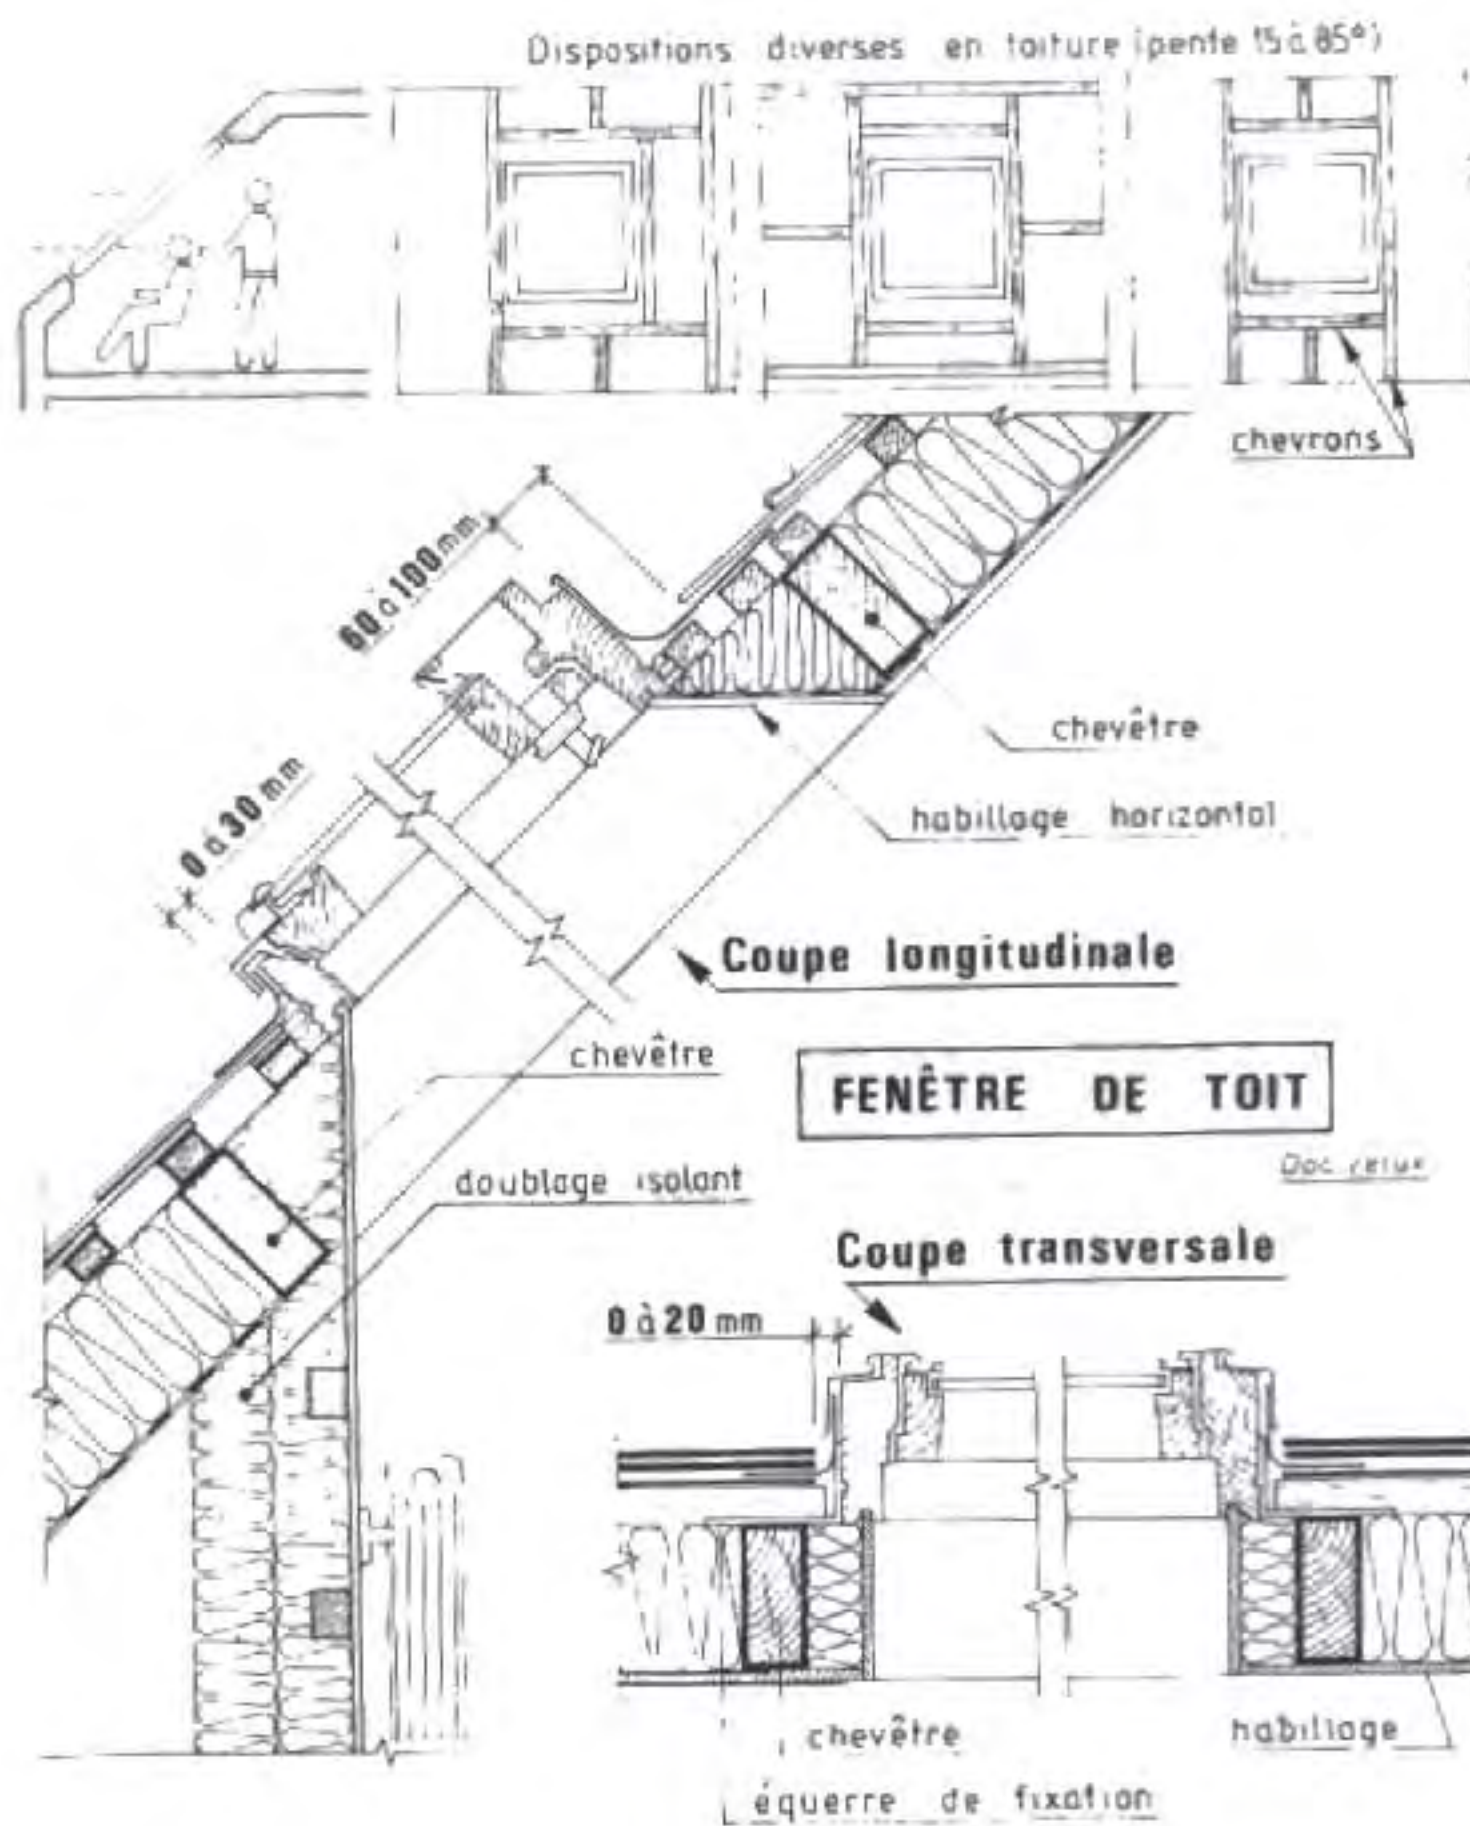 Dispositions diverses en toiture (pente 15 à 85°)
chevrons
60 à 100 mm
chevêtre
habillage horizontal
0 à 30 mm
Coupe longitudinale
chevêtre
FENÊTRE DE TOIT
Doc
doublage isolant
Coupe transversale
0 à 20 mm
chevêtre
habillage
équerre de fixation